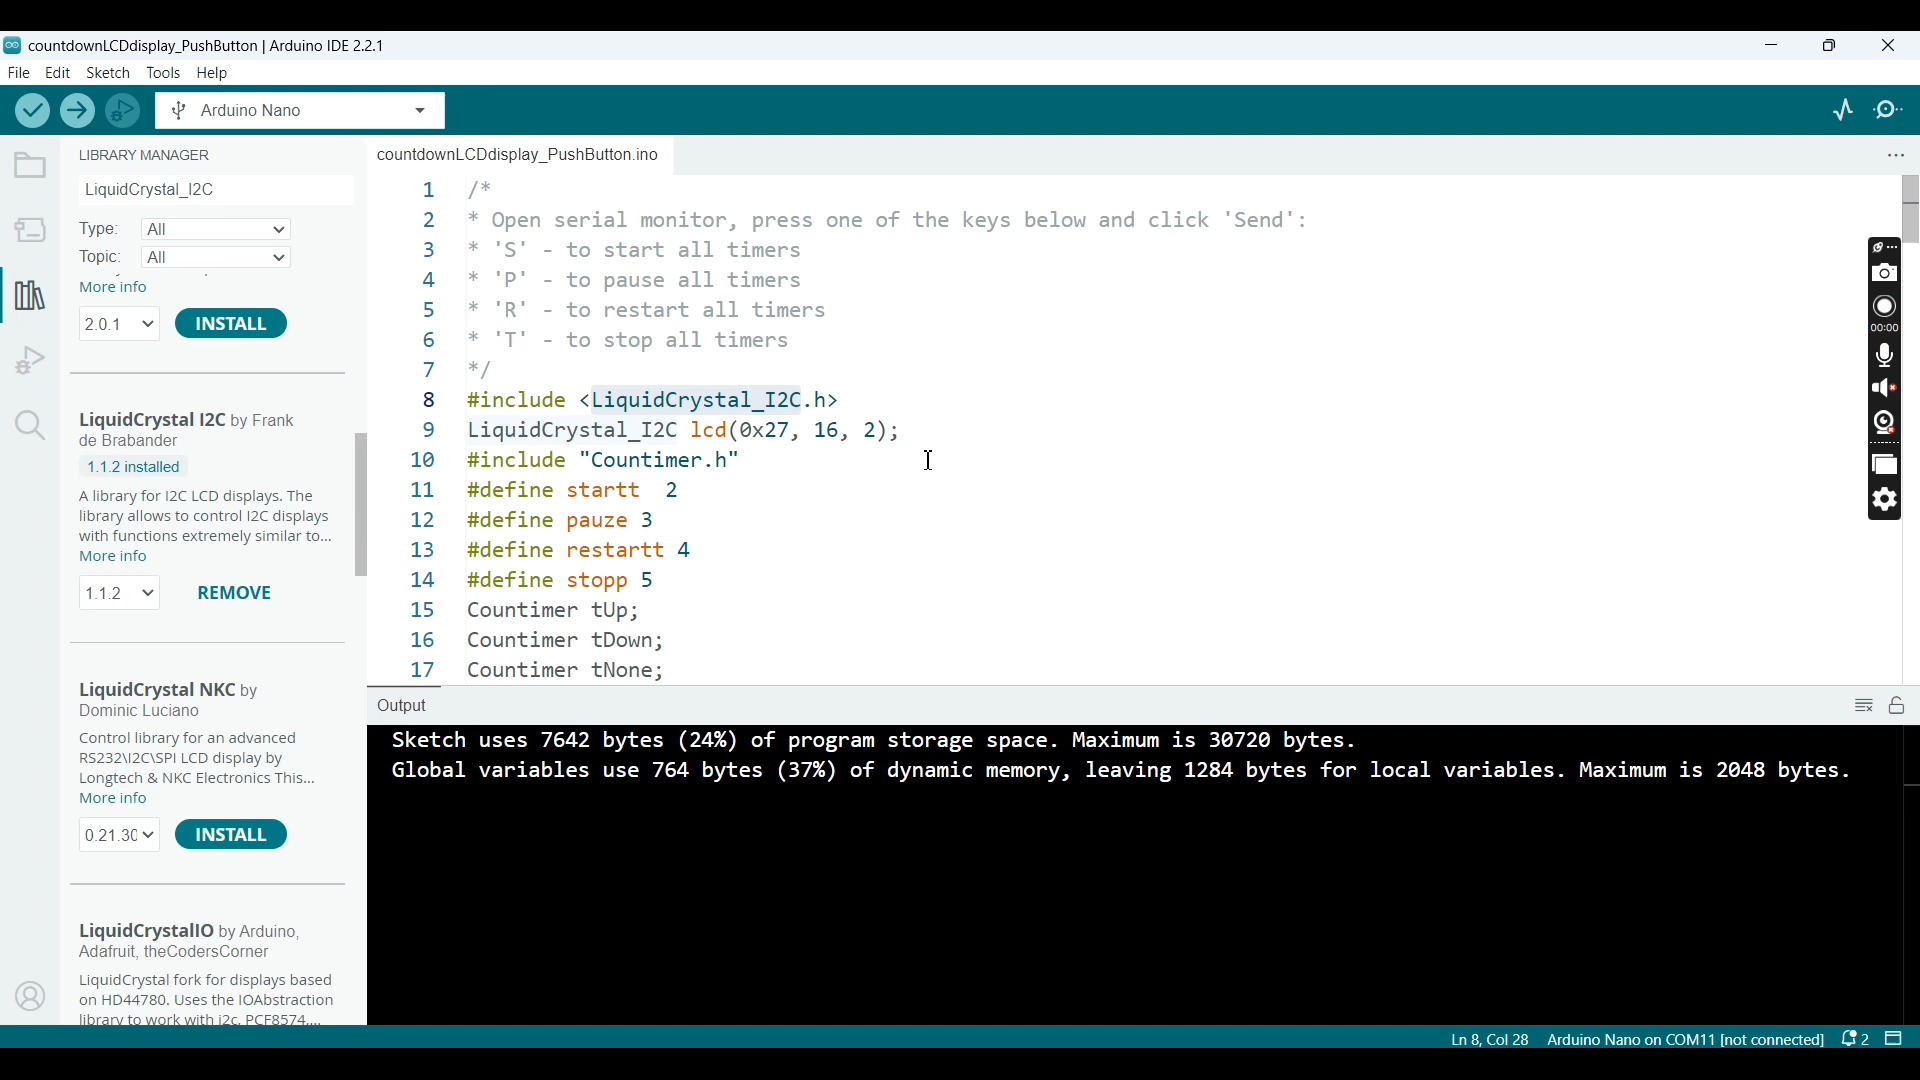 countdownLCDdisplay_PushButton | Arduino IDE 2.2.1
File Edit Sketch Tools Help
Arduino Nano
LIBRARY MANAGER
LiquidCrystal_I2C
Type: All
Topic: All
More info
2.0.1 INSTALL
LiquidCrystal I2C by Frank
de Brabander
1.1.2 installed
A library for I2C LCD displays. The
library allows to control I2C displays
with functions extremely similar to...
More info
1.1.2 REMOVE
LiquidCrystal NKC by
Dominic Luciano
Control library for an advanced
RS232\I2C\SPI LCD display by
Longtech & NKC Electronics This...
More info
0.21.30 INSTALL
LiquidCrystalIO by Arduino,
Adafruit, theCodersCorner
LiquidCrystal fork for displays based
on HD44780. Uses the IOAbstraction
library to work with i2c, PCF8574,...
countdownLCDdisplay_PushButton.ino
1 /*
2 * Open serial monitor, press one of the keys below and click 'Send':
3 * 'S' - to start all timers
4 * 'P' - to pause all timers
5 * 'R' - to restart all timers
6 * 'T' - to stop all timers
7 */
8 #include <LiquidCrystal_I2C.h>
9 LiquidCrystal_I2C lcd(0x27, 16, 2);
10 #include "Countimer.h"
11 #define startt  2
12 #define pauze 3
13 #define restartt 4
14 #define stopp 5
15 Countimer tUp;
16 Countimer tDown;
17 Countimer tNone;
00:00
Output
Sketch uses 7642 bytes (24%) of program storage space. Maximum is 30720 bytes.
Global variables use 764 bytes (37%) of dynamic memory, leaving 1284 bytes for local variables. Maximum is 2048 bytes.
Ln 8, Col 28 Arduino Nano on COM11 [not connected] 2